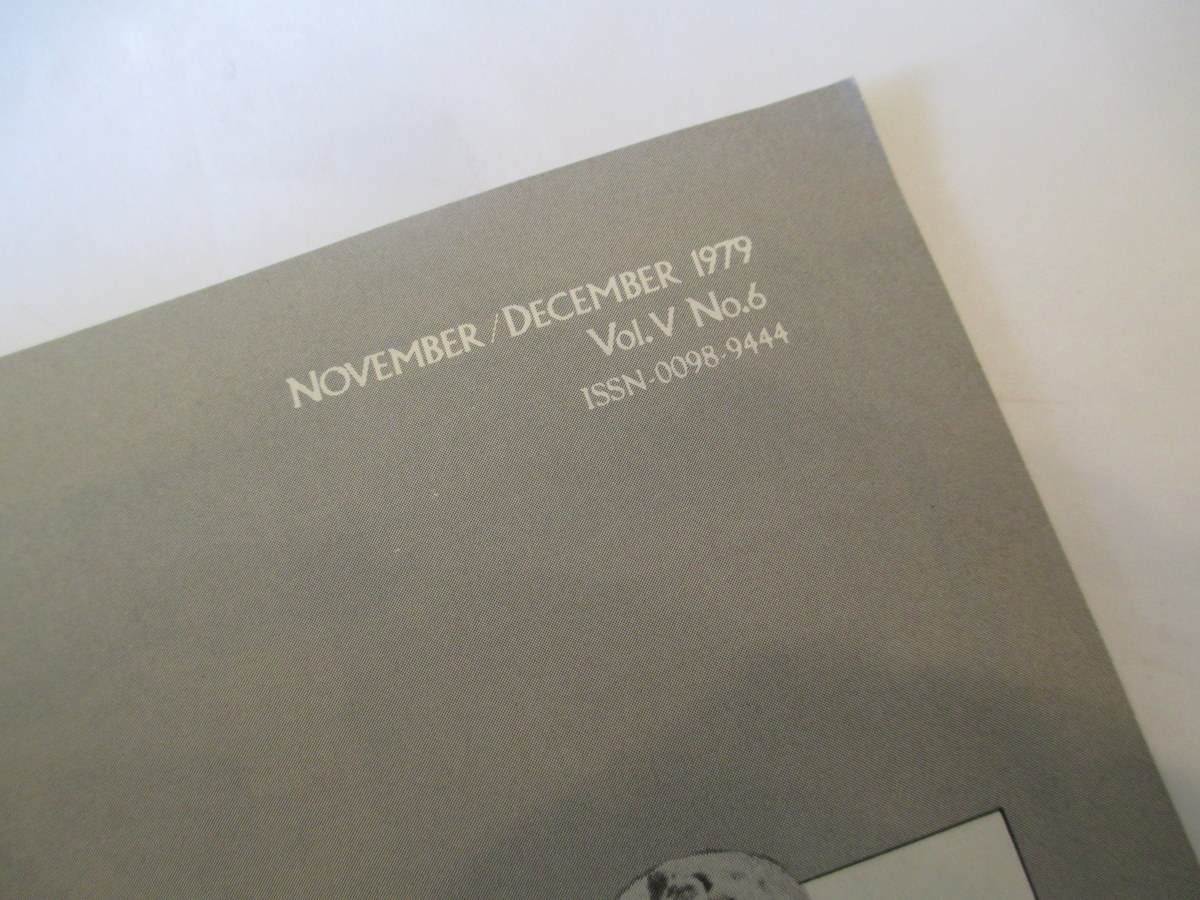 NOVEMBER / DECEMBER 1979
Vol. V No. 6
ISSN-0098-9444